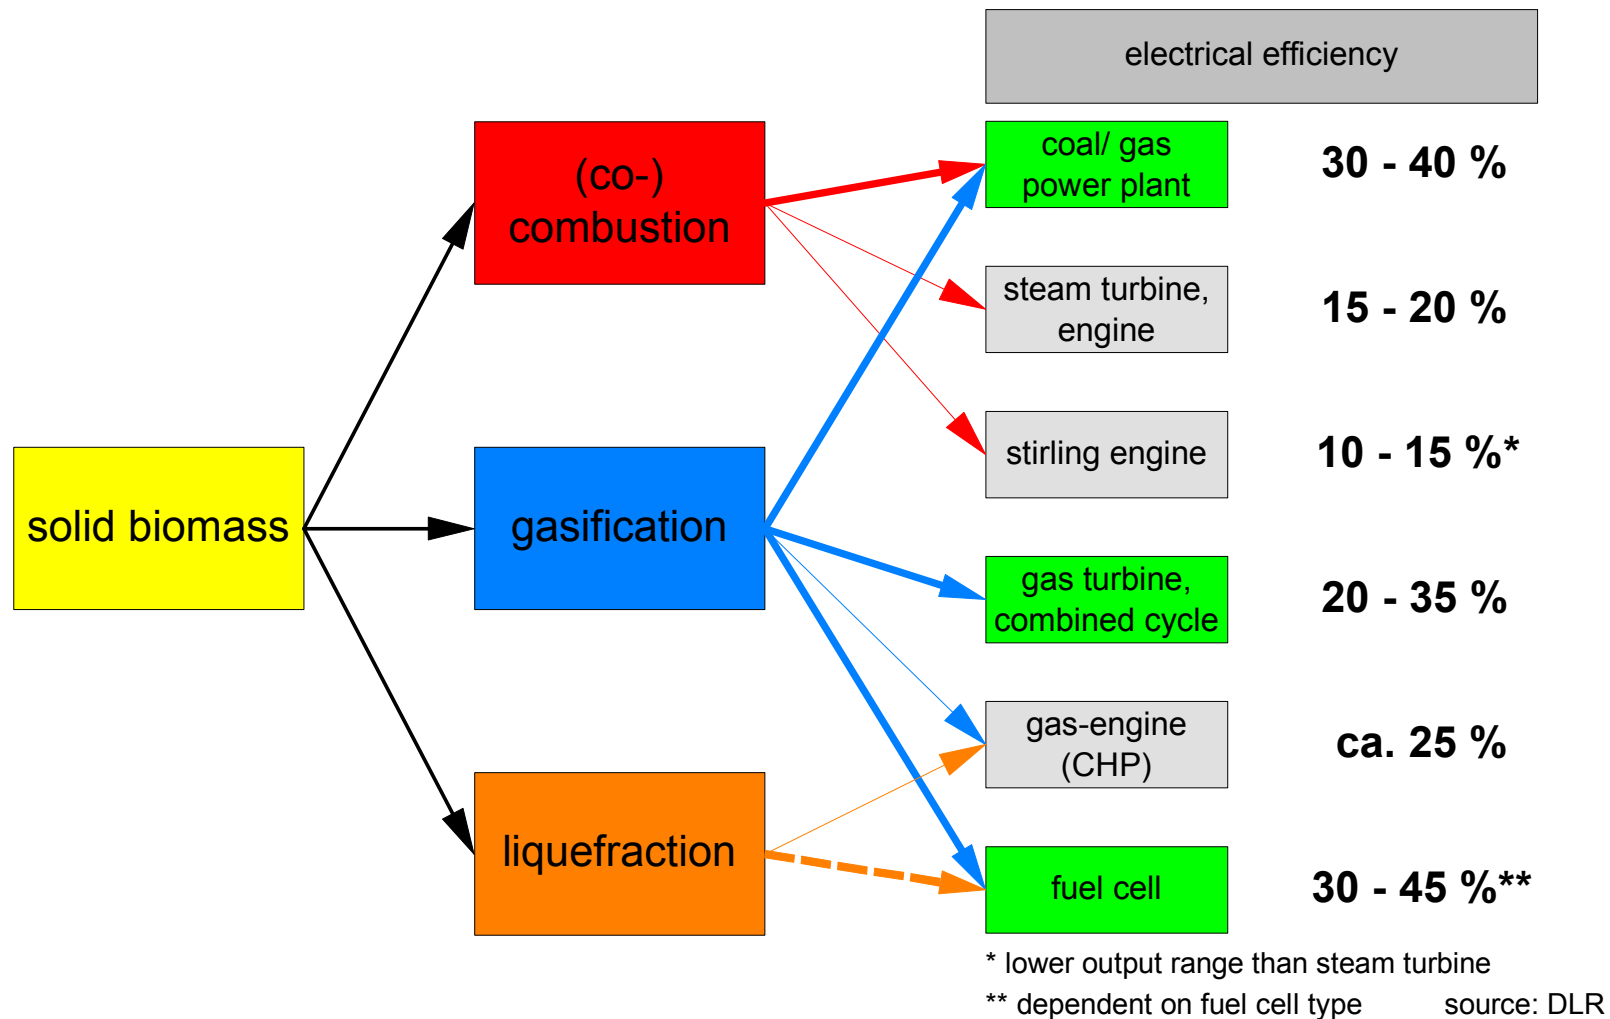 electrical efficiency
(co-)
combustion
coal/ gas
power plant
30 - 40 %
steam turbine,
engine
15 - 20 %
stirling engine
10 - 15 %*
solid biomass
gasification
gas turbine,
combined cycle
20 - 35 %
gas-engine
(CHP)
ca. 25 %
liquefraction
fuel cell
30 - 45 %**
* lower output range than steam turbine
** dependent on fuel cell type
source: DLR